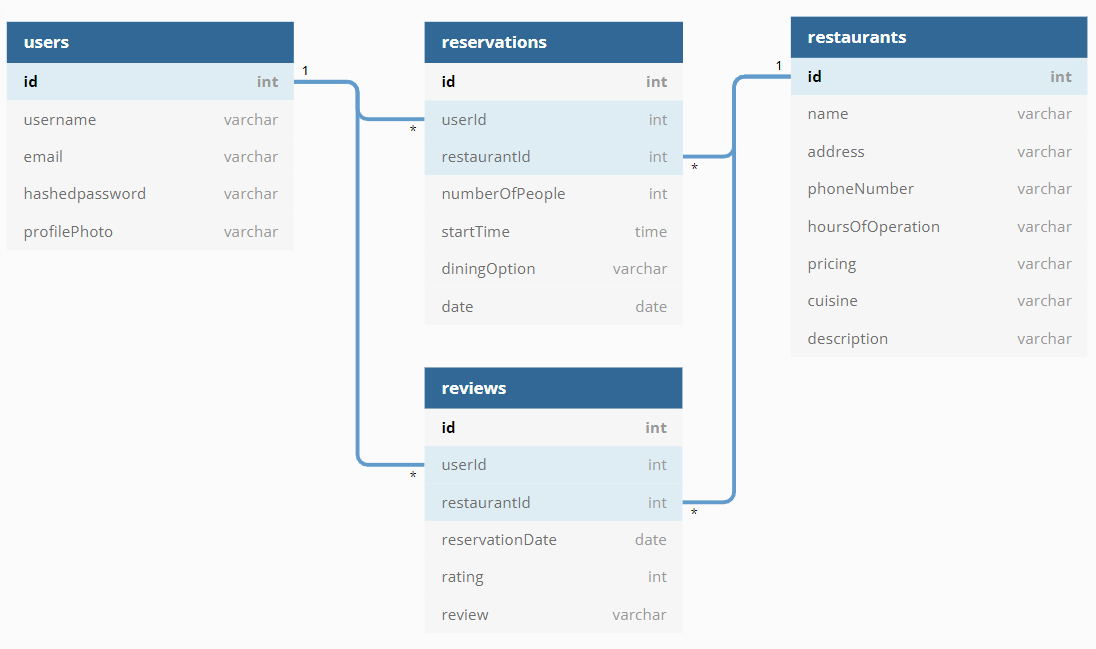 users
id int
username varchar
email varchar
hashedpassword varchar
profilePhoto varchar
1
*
*
reservations
id int
userId int
restaurantId int
numberOfPeople int
startTime time
diningOption varchar
date date
*
reviews
id int
userId int
restaurantId int
reservationDate date
rating int
review varchar
*
1
restaurants
id int
name varchar
address varchar
phoneNumber varchar
hoursOfOperation varchar
pricing varchar
cuisine varchar
description varchar